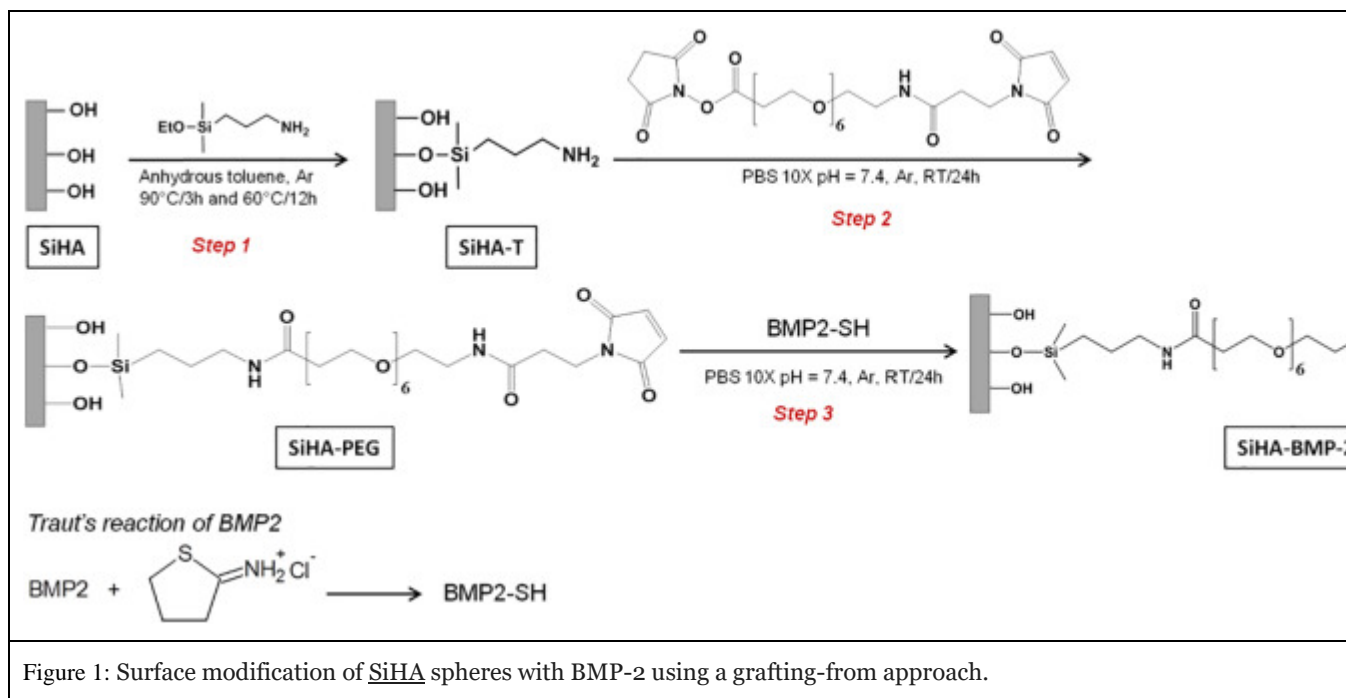 OH
OH
OH
SiHA
EtO Si NH2
Anhydrous toluene, Ar
90°C/3h and 60°C/12h
Step 1
OH
O Si NH2
OH
SiHA-T
O N O O O O 6 H N O O N O
PBS 10X pH = 7.4, Ar, RT/24h
Step 2
OH
O Si N H O O 6 H N O O N O
OH
SiHA-PEG
BMP2-SH
PBS 10X pH = 7.4, Ar, RT/24h
Step 3
OH
O Si N H O O 6
OH
SiHA-BMP-2
Traut's reaction of BMP2
BMP2 + S NH2+ Cl- BMP2-SH
Figure 1: Surface modification of SiHA spheres with BMP-2 using a grafting-from approach.